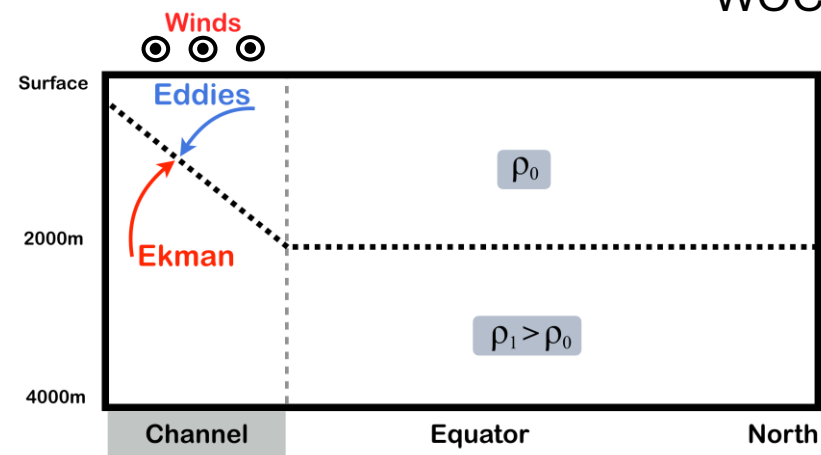 Winds
Surface
Eddies
ρ₀
2000m
Ekman
ρ₁ > ρ₀
4000m
Channel
Equator
North